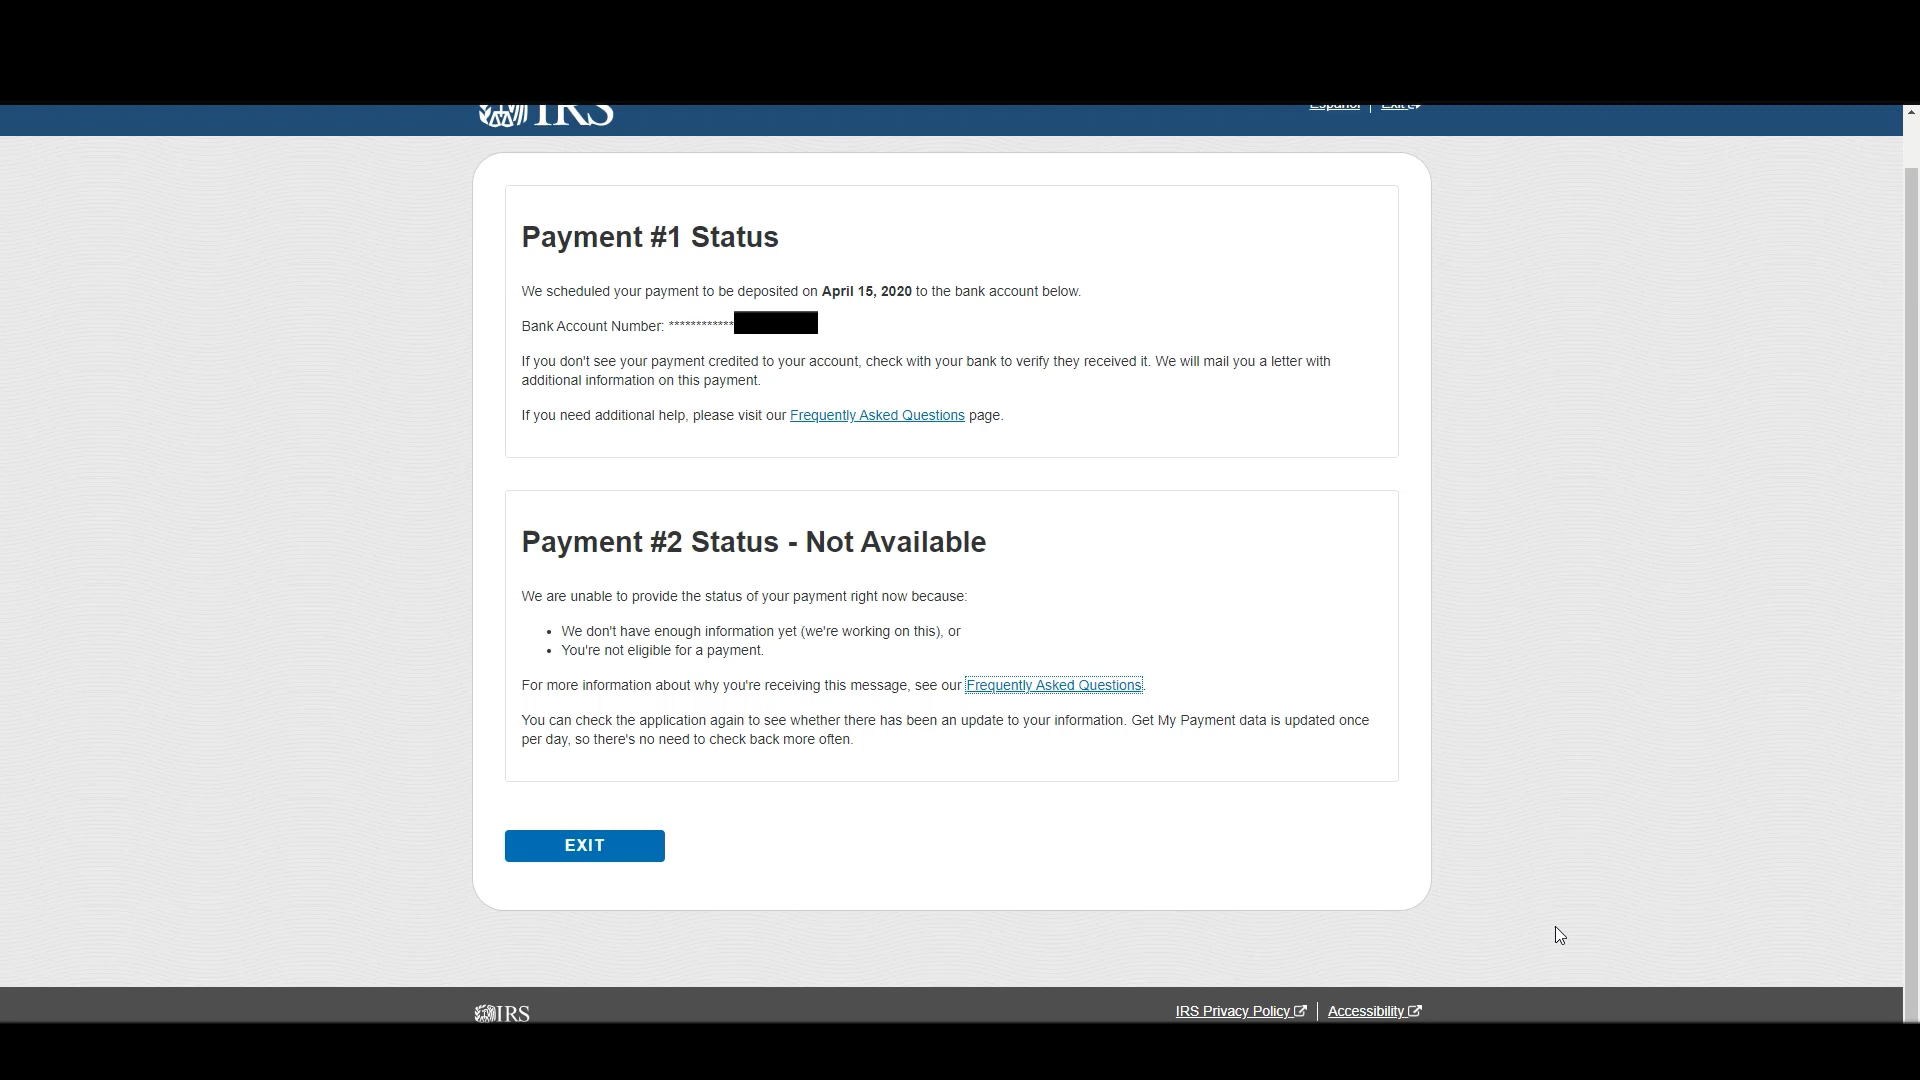 IRS
Español | Exit
Payment #1 Status
We scheduled your payment to be deposited on April 15, 2020 to the bank account below.
Bank Account Number: ************
If you don't see your payment credited to your account, check with your bank to verify they received it. We will mail you a letter with
additional information on this payment.
If you need additional help, please visit our Frequently Asked Questions page.
Payment #2 Status - Not Available
We are unable to provide the status of your payment right now because:
• We don't have enough information yet (we're working on this), or
• You're not eligible for a payment.
For more information about why you're receiving this message, see our Frequently Asked Questions.
You can check the application again to see whether there has been an update to your information. Get My Payment data is updated once
per day, so there's no need to check back more often.
EXIT
IRS
IRS Privacy Policy | Accessibility